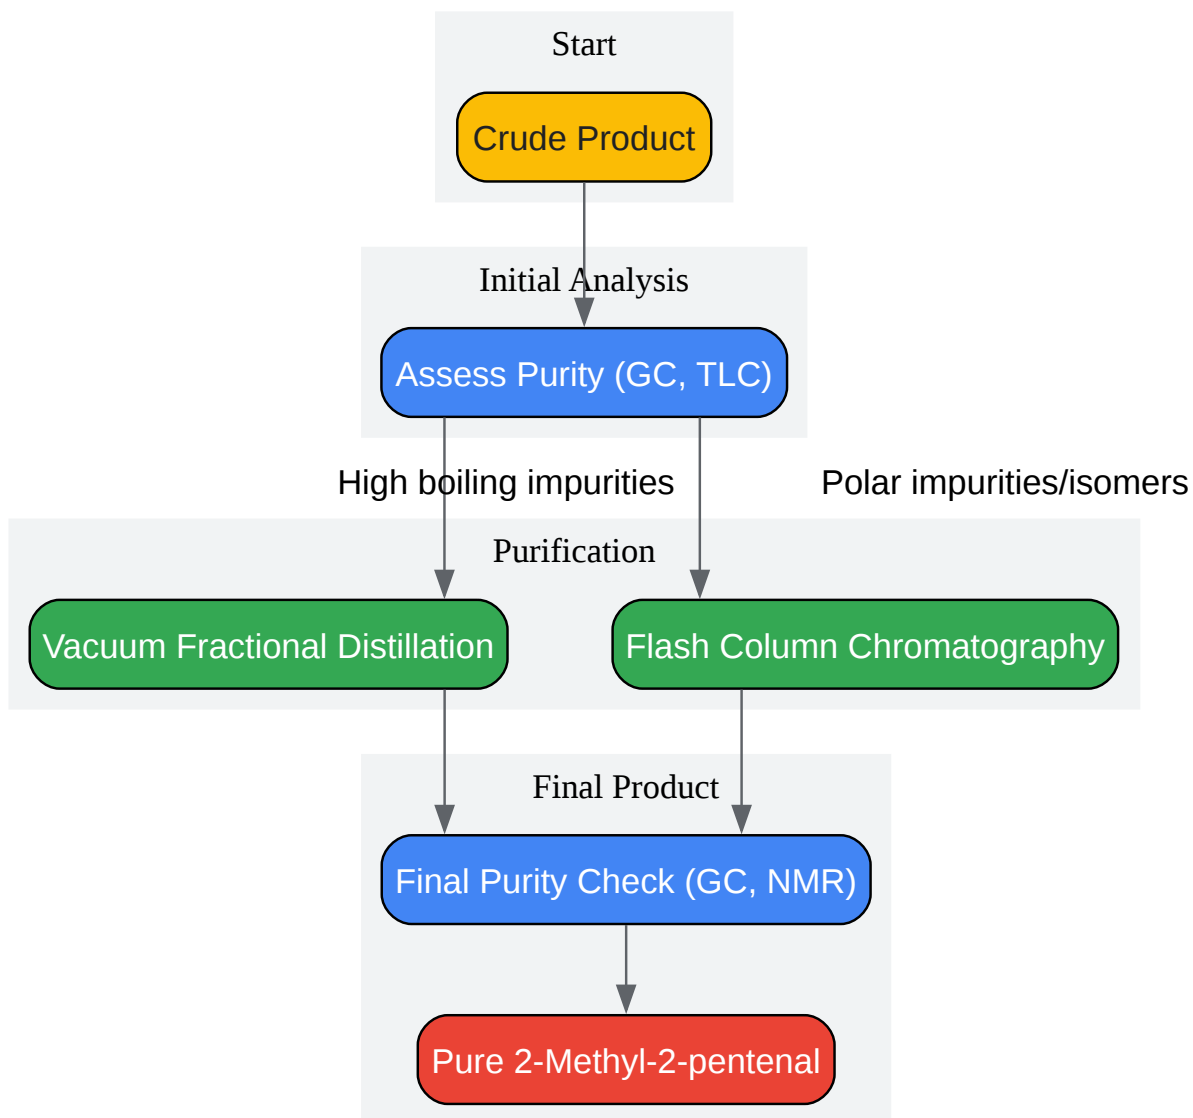 Start
Crude Product
Initial Analysis
Assess Purity (GC, TLC)
High boiling impurities
Polar impurities/isomers
Purification
Vacuum Fractional Distillation
Flash Column Chromatography
Final Product
Final Purity Check (GC, NMR)
Pure 2-Methyl-2-pentenal